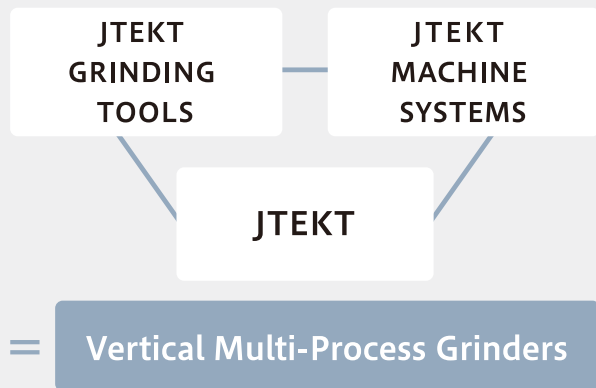 JTEKT
GRINDING
TOOLS
JTEKT
MACHINE
SYSTEMS
JTEKT
= Vertical Multi-Process Grinders